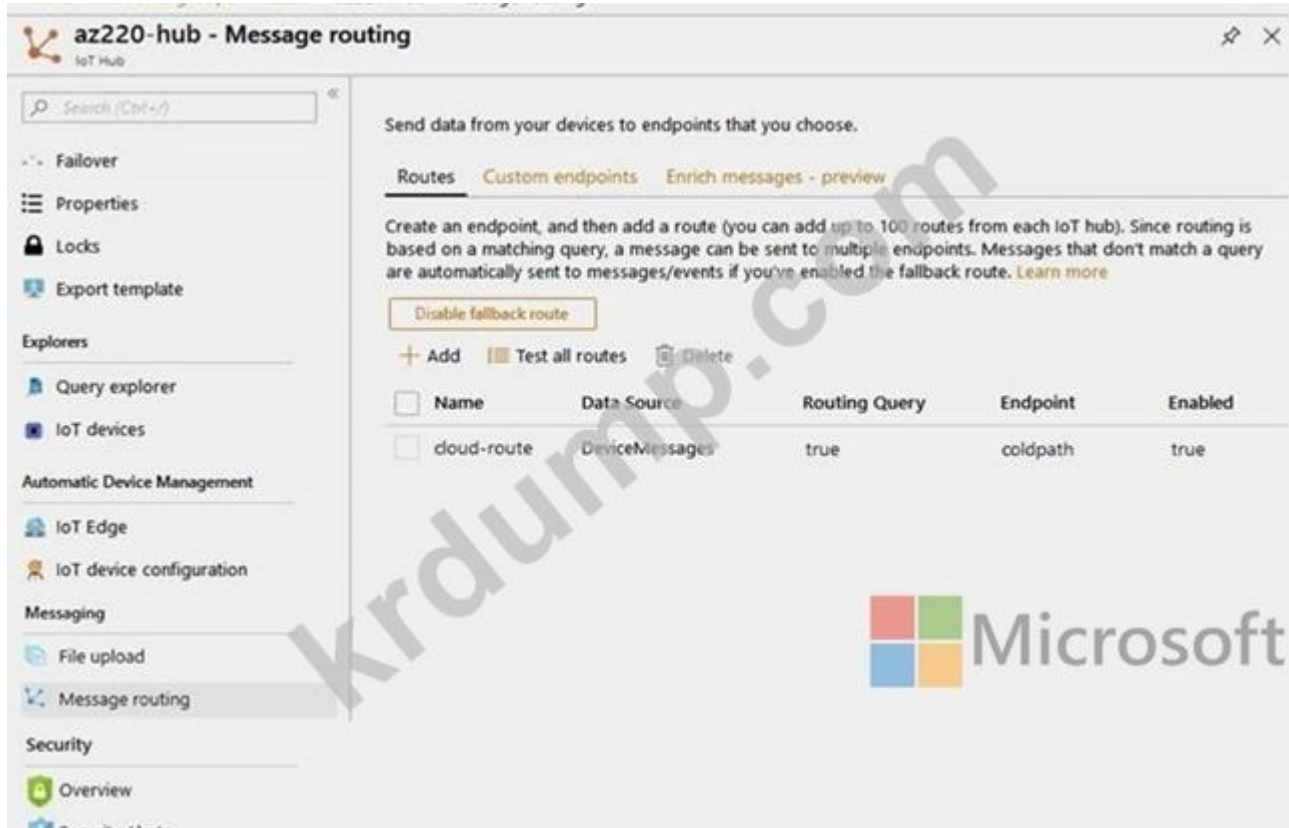 az220-hub - Message routing
IoT Hub
Search (Ctrl+/)
Failover
Properties
Locks
Export template
Explorers
Query explorer
IoT devices
Automatic Device Management
IoT Edge
IoT device configuration
Messaging
File upload
Message routing
Security
Overview
Send data from your devices to endpoints that you choose.
Routes Custom endpoints Enrich messages - preview
Create an endpoint, and then add a route (you can add up to 100 routes from each IoT hub). Since routing is
based on a matching query, a message can be sent to multiple endpoints. Messages that don't match a query
are automatically sent to messages/events if you've enabled the fallback route. Learn more
Disable fallback route
Add Test all routes Delete
Name Data Source Routing Query Endpoint Enabled
cloud-route DeviceMessages true coldpath true
krdump.com
Microsoft